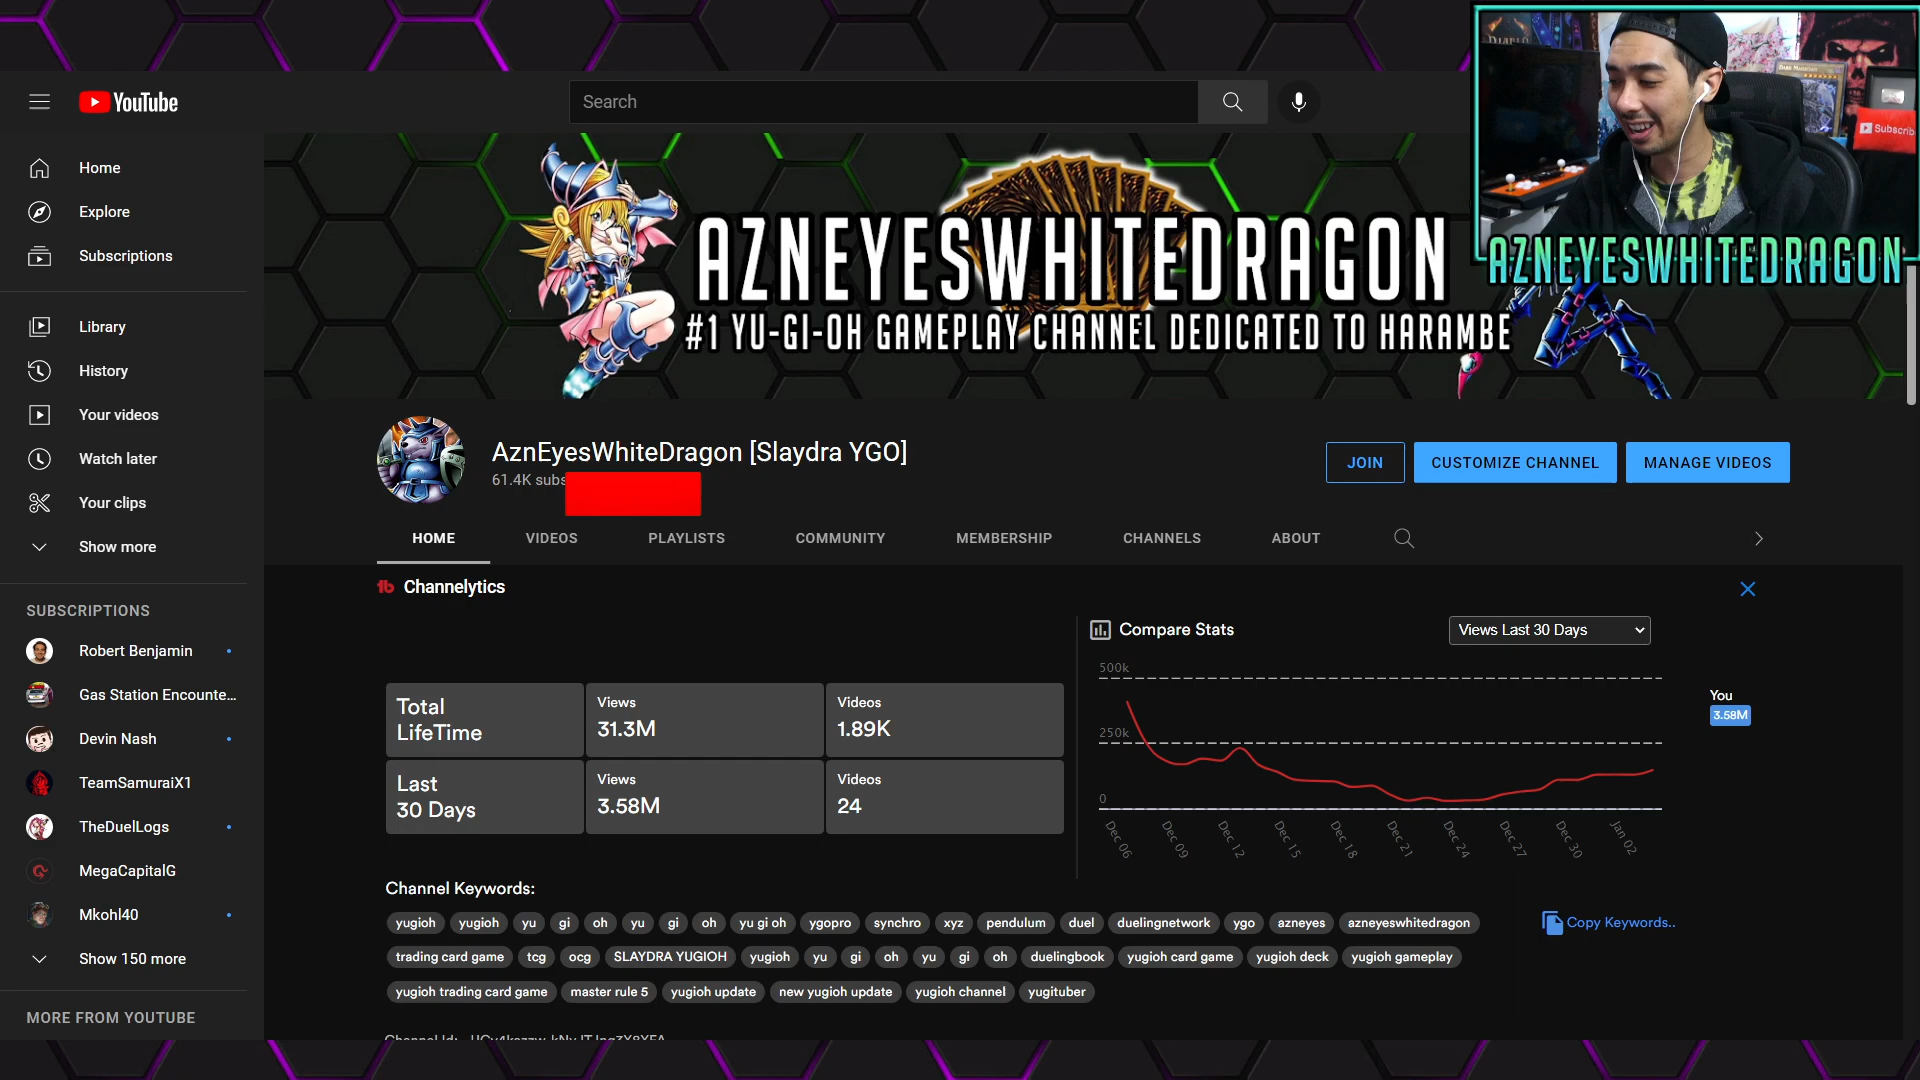 YouTube
Search
Home
Explore
Subscriptions
Library
History
Your videos
Watch later
Your clips
Show more
SUBSCRIPTIONS
Robert Benjamin
Gas Station Encounte...
Devin Nash
TeamSamuraiX1
TheDuelLogs
MegaCapitalG
Mkohl40
Show 150 more
MORE FROM YOUTUBE
AZNEYESWHITEDRAGON
#1 YU-GI-OH GAMEPLAY CHANNEL DEDICATED TO HARAMBE
DIABLO
DARK MAGICIAN
Subscrib
AZNEYESWHITEDRAGON
AznEyesWhiteDragon [Slaydra YGO]
61.4K subs
JOIN
CUSTOMIZE CHANNEL
MANAGE VIDEOS
HOME
VIDEOS
PLAYLISTS
COMMUNITY
MEMBERSHIP
CHANNELS
ABOUT
tb Channelytics
Total LifeTime
Views 31.3M
Videos 1.89K
Last 30 Days
Views 3.58M
Videos 24
Compare Stats
Views Last 30 Days
500k
250k
0
Dec 06 Dec 09 Dec 12 Dec 15 Dec 18 Dec 21 Dec 24 Dec 27 Dec 30 Jan 02
You
3.58M
Channel Keywords:
yugioh yugioh yu gi oh yu gi oh yu gi oh ygopro synchro xyz pendulum duel duelingnetwork ygo azneyes azneyeswhitedragon
Copy Keywords..
trading card game tcg ocg SLAYDRA YUGIOH yugioh yu gi oh yu gi oh duelingbook yugioh card game yugioh deck yugioh gameplay
yugioh trading card game master rule 5 yugioh update new yugioh update yugioh channel yugituber